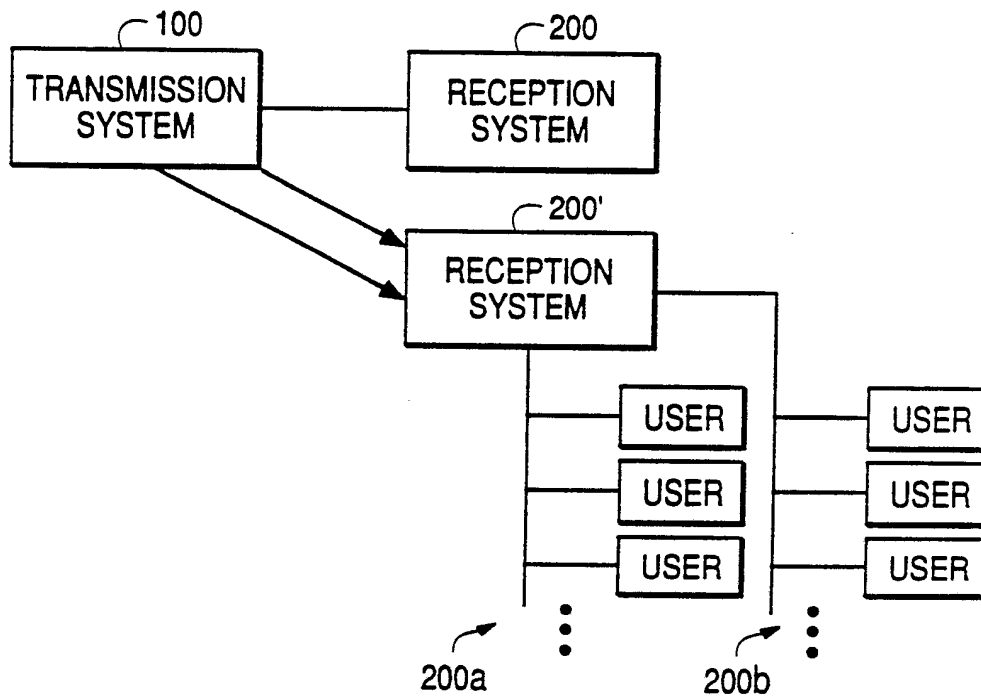 100
TRANSMISSION
SYSTEM
200
RECEPTION
SYSTEM
200'
RECEPTION
SYSTEM
USER
USER
USER
USER
USER
USER
200a
200b